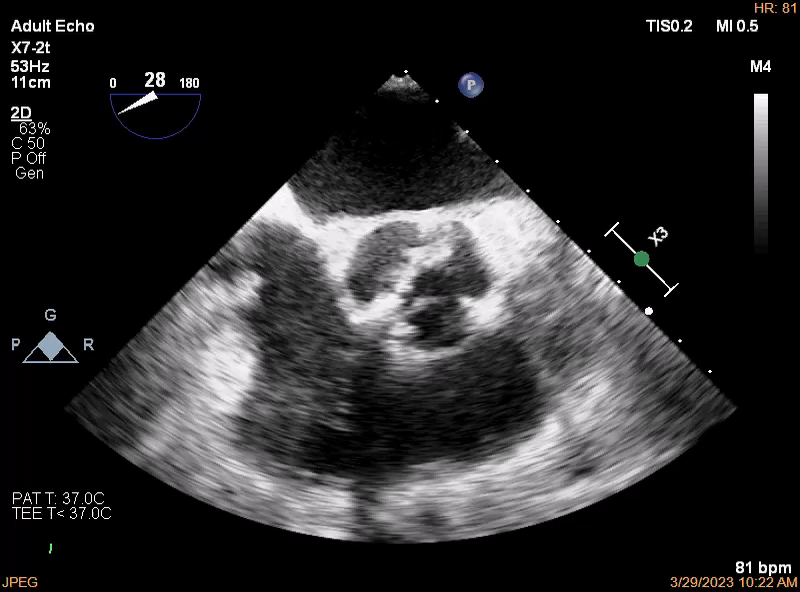 HR: 81
Adult Echo
TIS0.2 MI 0.5
X7-2t
53Hz
11cm
M4
0 28 180
P
2D
63%
C 50
P Off
Gen
X3
G
P R
PAT T: 37.0C
TEE T< 37.0C
81 bpm
JPEG
3/29/2023 10:22 AM